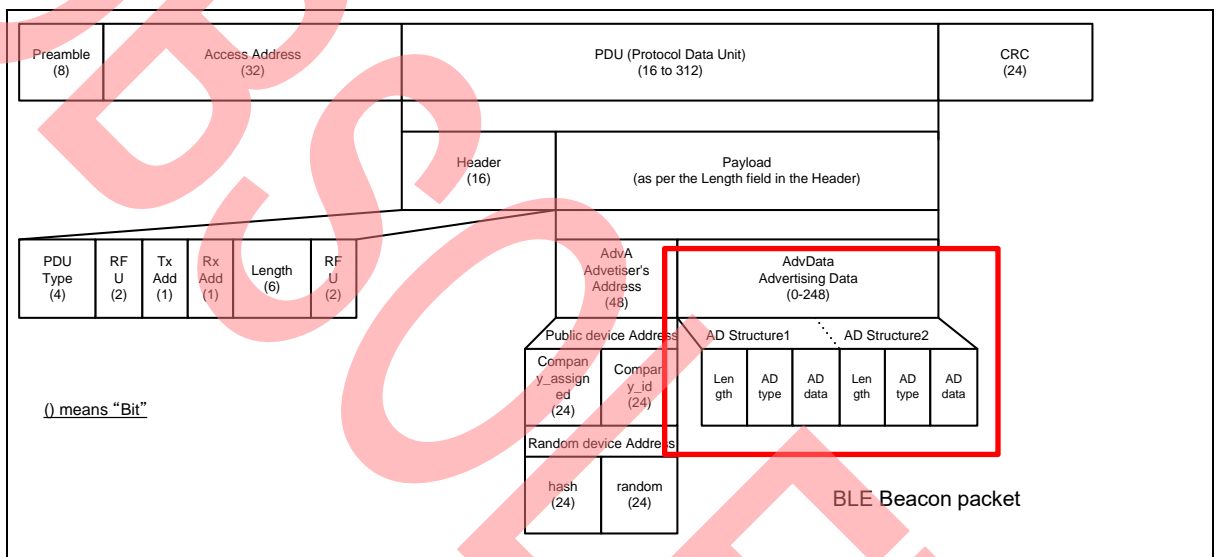 Preamble
(8)
Access Address
(32)
PDU (Protocol Data Unit)
(16 to 312)
CRC
(24)
Header
(16)
Payload
(as per the Length field in the Header)
PDU
Type
(4)
RF
U
(2)
Tx
Add
(1)
Rx
Add
(1)
Length
(6)
RF
U
(2)
AdvA
Advetiser's
Address
(48)
AdvData
Advertising Data
(0-248)
Public device Address
AD Structure1
AD Structure2
Compan
y_assign
ed
(24)
Compan
y_id
(24)
Len
gth
AD
type
AD
data
Len
gth
AD
type
AD
data
() means “Bit”
Random device Address
hash
(24)
random
(24)
BLE Beacon packet